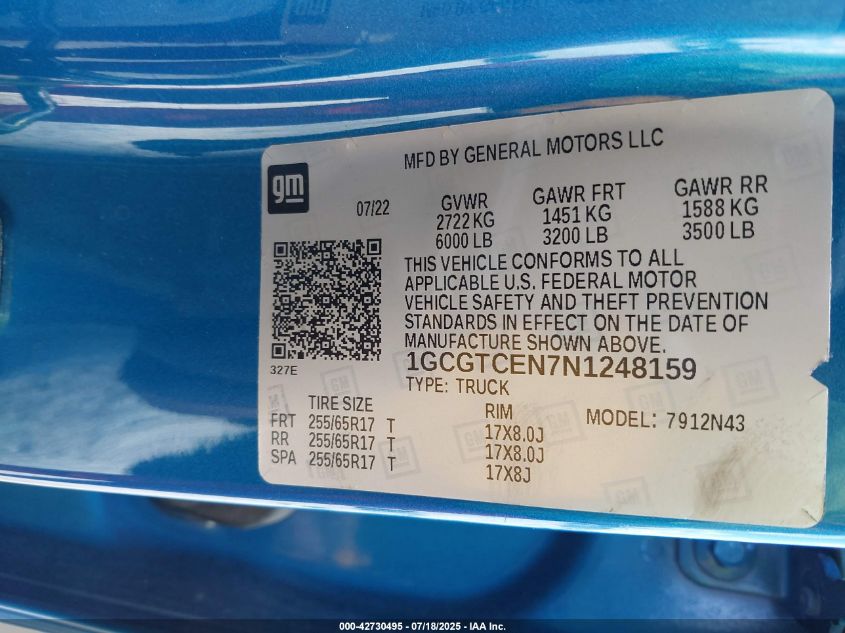 MFD BY GENERAL MOTORS LLC
gm
07/22
GVWR GAWR FRT GAWR RR
2722 KG 1451 KG 1588 KG
6000 LB 3200 LB 3500 LB
THIS VEHICLE CONFORMS TO ALL
APPLICABLE U.S. FEDERAL MOTOR
VEHICLE SAFETY AND THEFT PREVENTION
STANDARDS IN EFFECT ON THE DATE OF
MANUFACTURE SHOWN ABOVE.
327E
1GCGTCEN7N1248159
TYPE: TRUCK
TIRE SIZE RIM MODEL: 7912N43
FRT 255/65R17 T 17X8.0J
RR 255/65R17 T 17X8.0J
SPA 255/65R17 T 17X8J
000-42730495 - 07/18/2025 - IAA Inc.